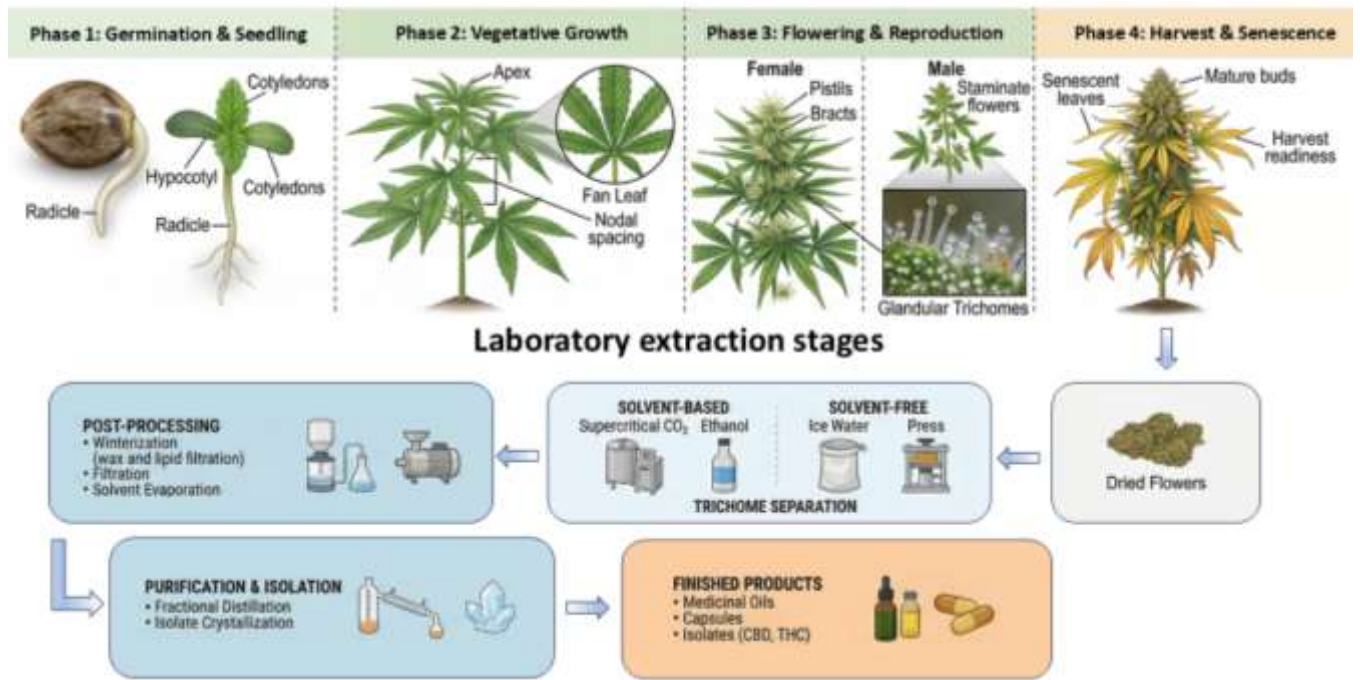 Phase 1: Germination & Seedling
Cotyledons
Hypocotyl
Cotyledons
Radicle
Radicle
Phase 2: Vegetative Growth
Apex
Fan Leaf
Nodal
spacing
Phase 3: Flowering & Reproduction
Female
Pistils
Bracts
Male
Staminate
flowers
Glandular Trichomes
Phase 4: Harvest & Senescence
Senescent
leaves
Mature buds
Harvest
readiness
Laboratory extraction stages
Dried Flowers
SOLVENT-BASED
Supercritical CO₂ Ethanol
SOLVENT-FREE
Ice Water Press
TRICHOME SEPARATION
POST-PROCESSING
• Winterization
(wax and lipid filtration)
• Filtration
• Solvent Evaporation
PURIFICATION & ISOLATION
• Fractional Distillation
• Isolate Crystallization
FINISHED PRODUCTS
• Medicinal Oils
• Capsules
• Isolates (CBD, THC)